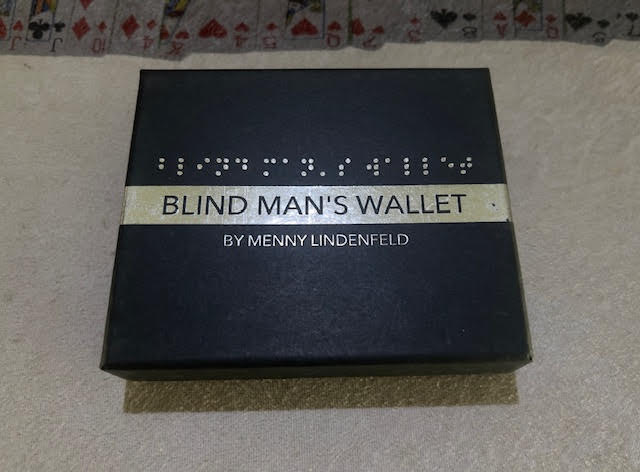 ⠃⠇⠊⠝⠙ ⠍⠁⠝⠄⠎ ⠺⠁⠇⠇⠑⠞
BLIND MAN'S WALLET
BY MENNY LINDENFELD